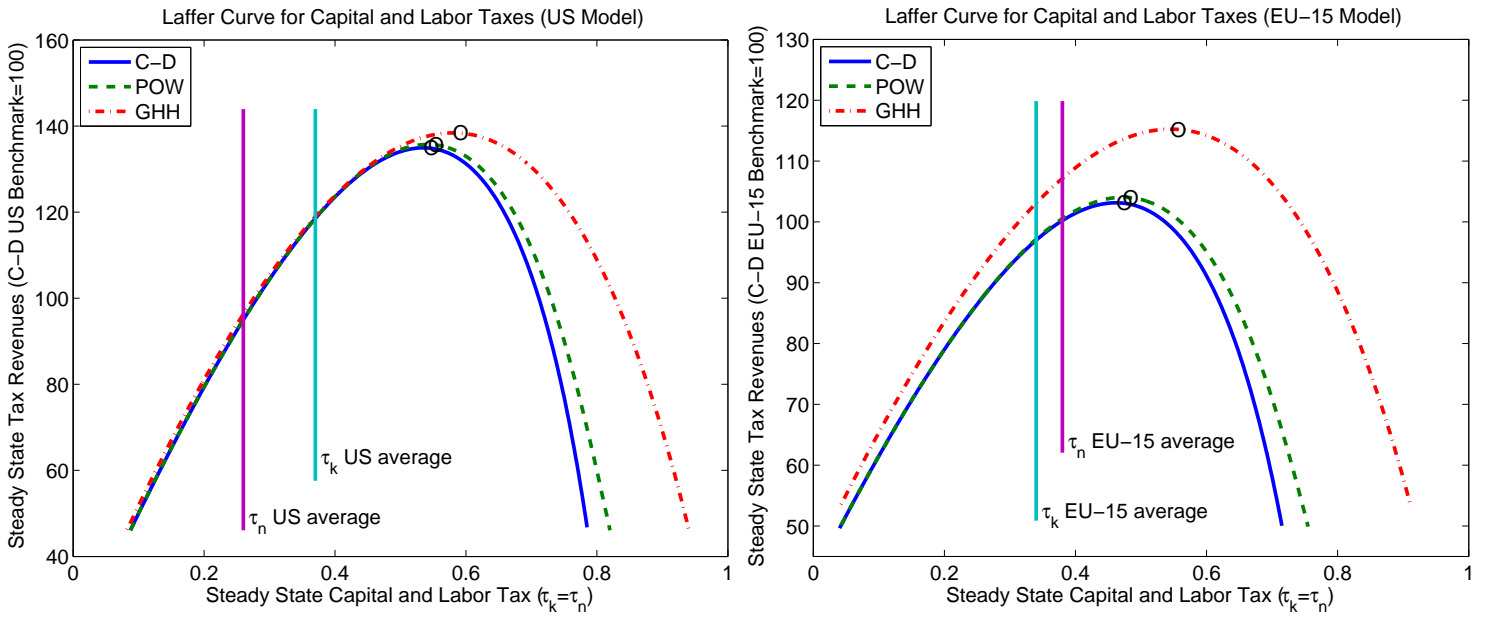 Laffer Curve for Capital and Labor Taxes (US Model)
Steady State Tax Revenues (C−D US Benchmark=100)
160
140
120
100
80
60
40
C−D
POW
GHH
τk US average
τn US average
0
0.2
0.4
0.6
0.8
1
Steady State Capital and Labor Tax (τk=τn)
Laffer Curve for Capital and Labor Taxes (EU−15 Model)
Steady State Tax Revenues (C−D EU−15 Benchmark=100)
130
120
110
100
90
80
70
60
50
C−D
POW
GHH
τn EU−15 average
τk EU−15 average
0
0.2
0.4
0.6
0.8
1
Steady State Capital and Labor Tax (τk=τn)